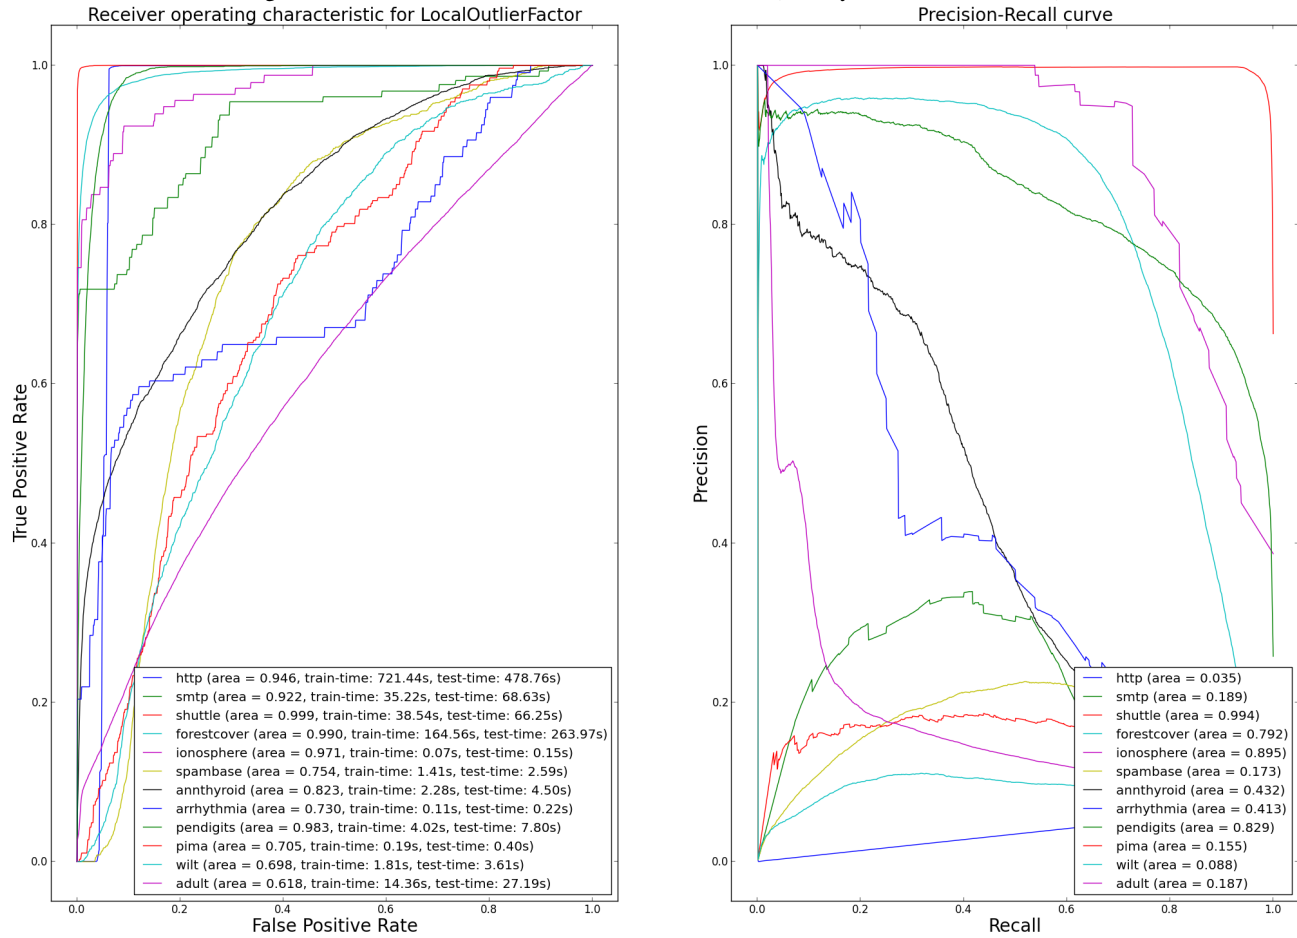 Receiver operating characteristic for LocalOutlierFactor
1.0
0.8
0.6
0.4
0.2
0.0
True Positive Rate
http (area = 0.946, train-time: 721.44s, test-time: 478.76s)
smtp (area = 0.922, train-time: 35.22s, test-time: 68.63s)
shuttle (area = 0.999, train-time: 38.54s, test-time: 66.25s)
forestcover (area = 0.990, train-time: 164.56s, test-time: 263.97s)
ionosphere (area = 0.971, train-time: 0.07s, test-time: 0.15s)
spambase (area = 0.754, train-time: 1.41s, test-time: 2.59s)
annthyroid (area = 0.823, train-time: 2.28s, test-time: 4.50s)
arrhythmia (area = 0.730, train-time: 0.11s, test-time: 0.22s)
pendigits (area = 0.983, train-time: 4.02s, test-time: 7.80s)
pima (area = 0.705, train-time: 0.19s, test-time: 0.40s)
wilt (area = 0.698, train-time: 1.81s, test-time: 3.61s)
adult (area = 0.618, train-time: 14.36s, test-time: 27.19s)
0.0 0.2 0.4 0.6 0.8 1.0
False Positive Rate
Precision-Recall curve
1.0
0.8
0.6
0.4
0.2
0.0
Precision
http (area = 0.035)
smtp (area = 0.189)
shuttle (area = 0.994)
forestcover (area = 0.792)
ionosphere (area = 0.895)
spambase (area = 0.173)
annthyroid (area = 0.432)
arrhythmia (area = 0.413)
pendigits (area = 0.829)
pima (area = 0.155)
wilt (area = 0.088)
adult (area = 0.187)
0.0 0.2 0.4 0.6 0.8 1.0
Recall